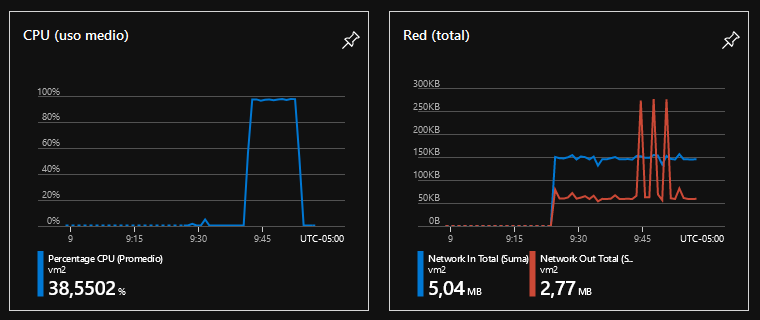 CPU (uso medio)
100%
80%
60%
40%
20%
0%
9 9:15 9:30 9:45 UTC-05:00
Percentage CPU (Promedio)
vm2
38,5502 %
Red (total)
300KB
250KB
200KB
150KB
100KB
50KB
0B
9 9:15 9:30 9:45 UTC-05:00
Network In Total (Suma)
vm2
5,04 MB
Network Out Total (S...
vm2
2,77 MB